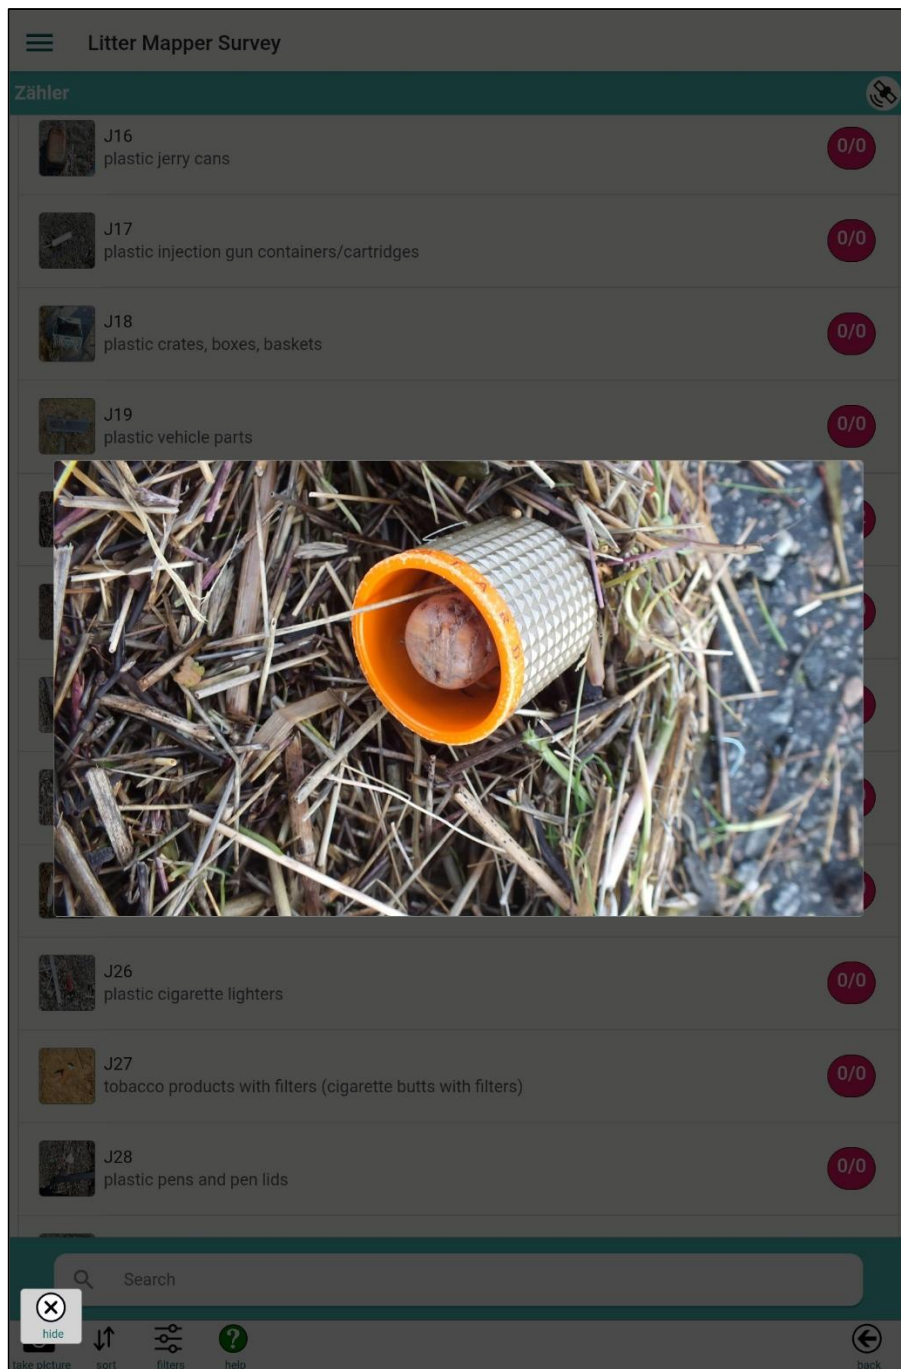 Litter Mapper Survey
Zähler
J16
plastic jerry cans
0/0
J17
plastic injection gun containers/cartridges
0/0
J18
plastic crates, boxes, baskets
0/0
J19
plastic vehicle parts
0/0
J26
plastic cigarette lighters
0/0
J27
tobacco products with filters (cigarette butts with filters)
0/0
J28
plastic pens and pen lids
0/0
Search
hide
take picture
sort
filters
help
back